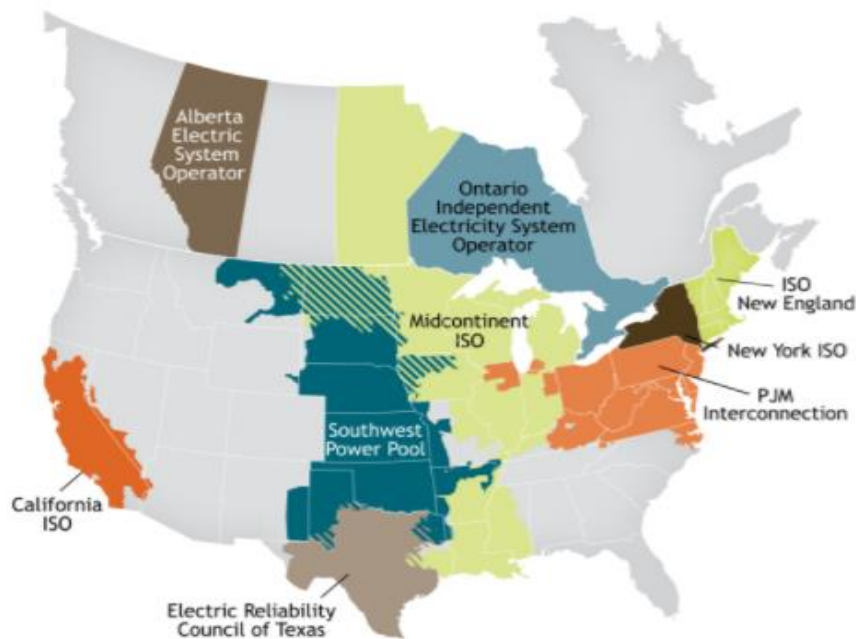 Alberta
Electric
System
Operator
Ontario
Independent
Electricity System
Operator
ISO
New England
Midcontinent
ISO
New York ISO
PJM
Interconnection
Southwest
Power Pool
California
ISO
Electric Reliability
Council of Texas